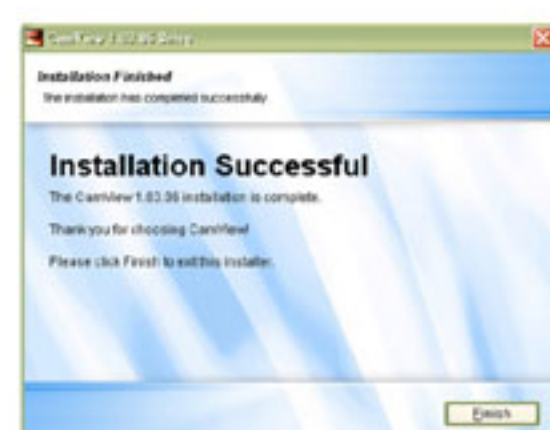 CamView 1.03.06 Setup
Installation Finished
The installation has completed successfully.
Installation Successful
The CamView 1.03.06 installation is complete.
Thank you for choosing CamView!
Please click Finish to exit this installer.
Finish